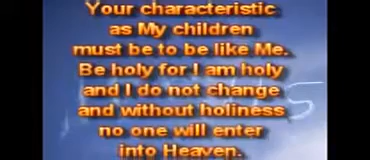 Your characteristic
as My children
must be to be like Me.
Be holy for I am holy
and I do not change
and without holiness
no one will enter
into Heaven.